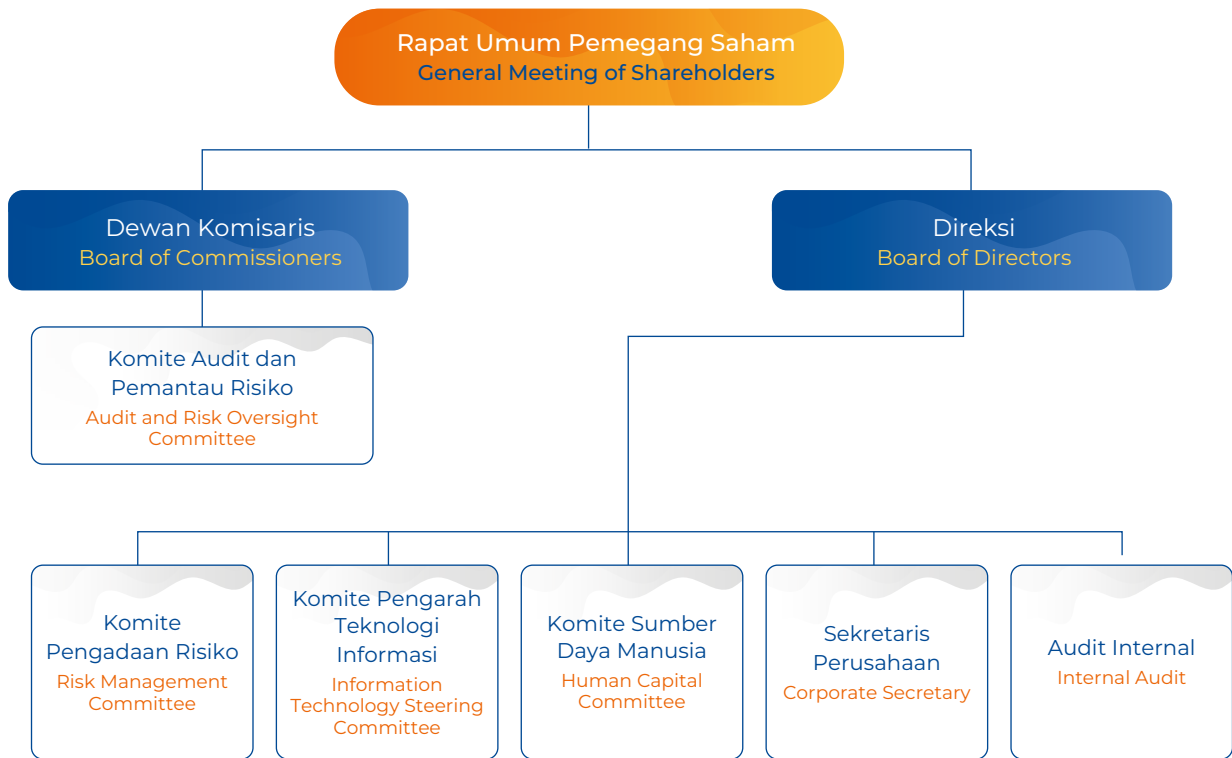 Rapat Umum Pemegang Saham
General Meeting of Shareholders
Dewan Komisaris
Board of Commissioners
Direksi
Board of Directors
Komite Audit dan
Pemantau Risiko
Audit and Risk Oversight
Committee
Komite
Pengadaan Risiko
Risk Management
Committee
Komite Pengarah
Teknologi
Informasi
Information
Technology Steering
Committee
Komite Sumber
Daya Manusia
Human Capital
Committee
Sekretaris
Perusahaan
Corporate Secretary
Audit Internal
Internal Audit